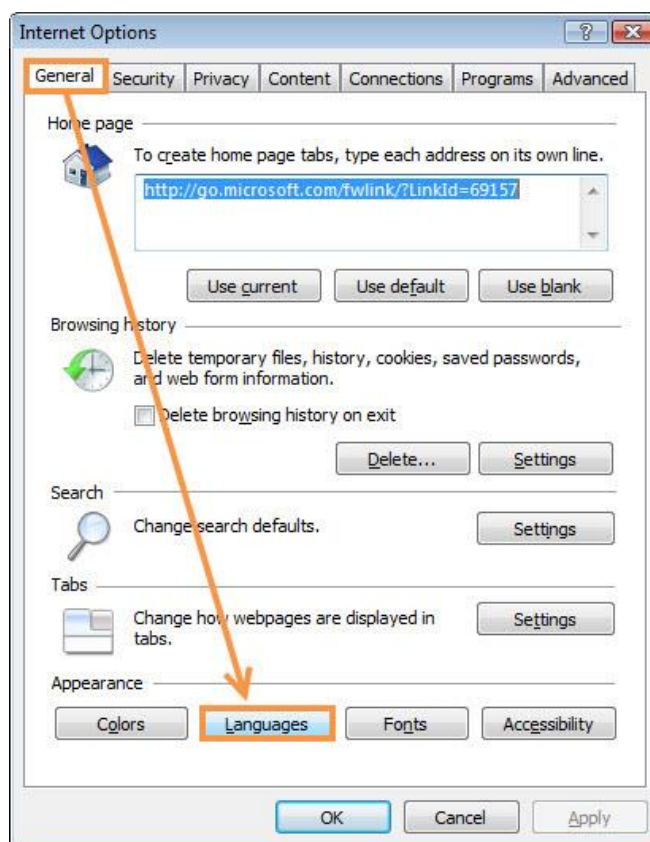 Internet Options
General Security Privacy Content Connections Programs Advanced
Home page
To create home page tabs, type each address on its own line.
http://go.microsoft.com/fwlink/?LinkId=69157
Use current Use default Use blank
Browsing history
Delete temporary files, history, cookies, saved passwords,
and web form information.
Delete browsing history on exit
Delete... Settings
Search
Change search defaults.
Settings
Tabs
Change how webpages are displayed in
tabs.
Settings
Appearance
Colors Languages Fonts Accessibility
OK Cancel Apply